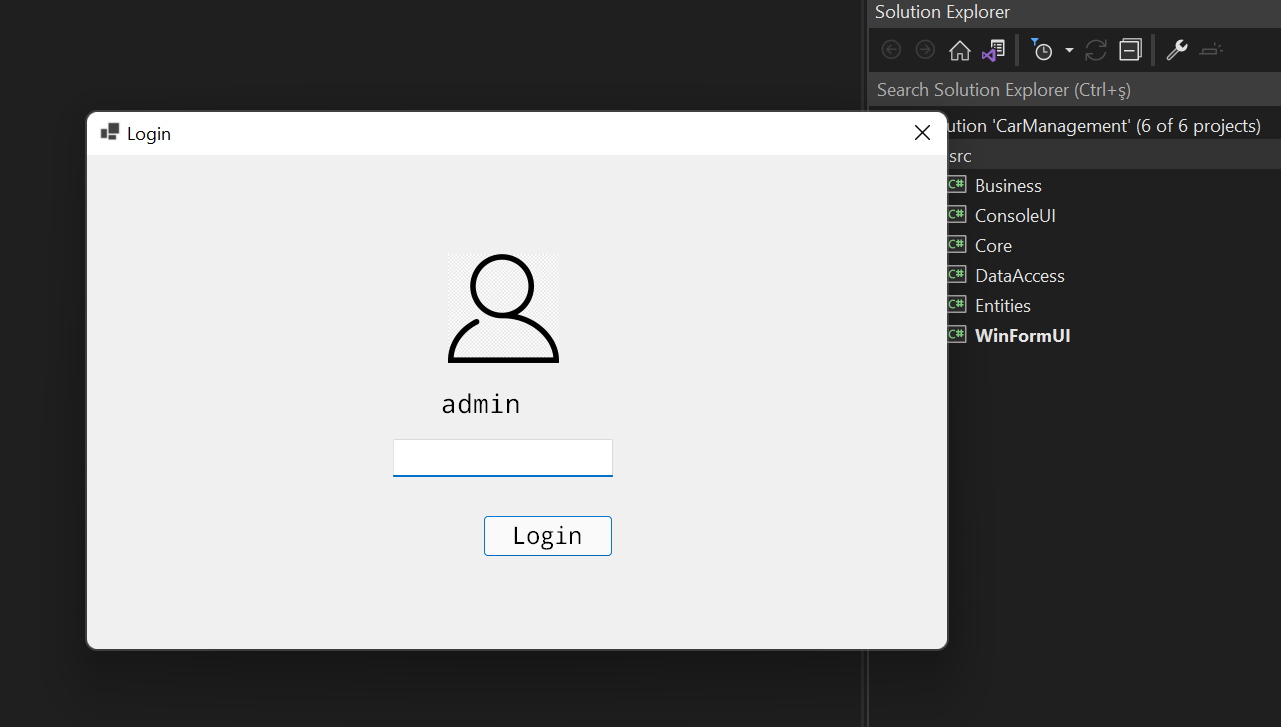 Solution Explorer
Search Solution Explorer (Ctrl+ş)
ution 'CarManagement' (6 of 6 projects)
src
C# Business
C# ConsoleUI
C# Core
C# DataAccess
C# Entities
C# WinFormUI
Login
admin
Login